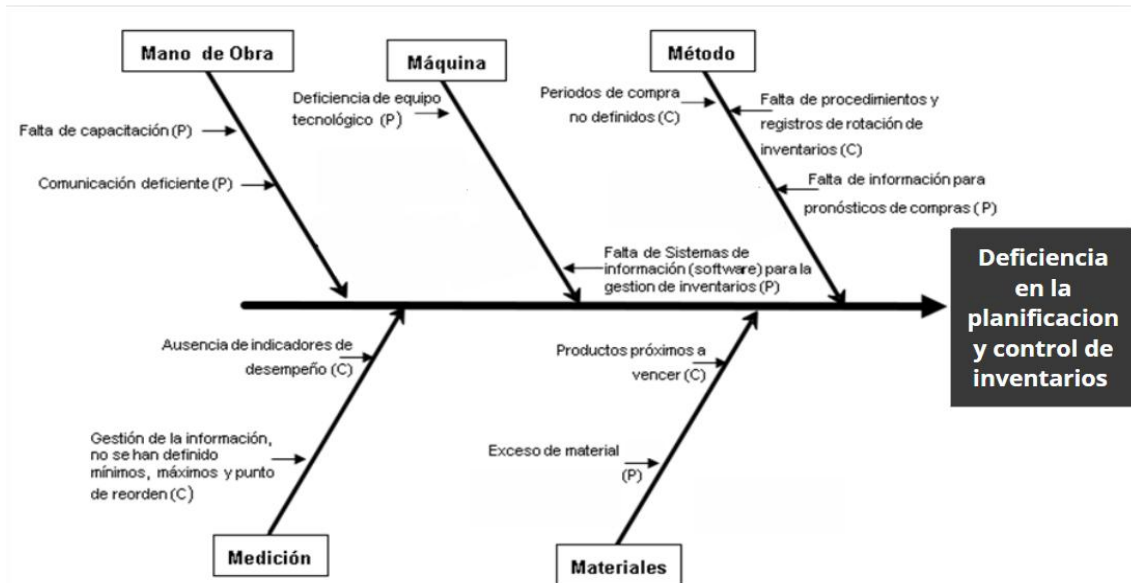 Mano de Obra
Máquina
Método
Falta de capacitación (P)
Comunicación deficiente (P)
Deficiencia de equipo
tecnológico (P)
Falta de Sistemas de
información (software) para la
gestion de inventarios (P)
Periodos de compra
no definidos (C)
Falta de procedimientos y
registros de rotación de
inventarios (C)
Falta de información para
pronósticos de compras (P)
Deficiencia
en la
planificacion
y control de
inventarios
Ausencia de indicadores de
desempeño (C)
Gestión de la información,
no se han definido
mínimos, máximos y punto
de reorden (C)
Productos próximos a
vencer (C)
Exceso de material
(P)
Medición
Materiales